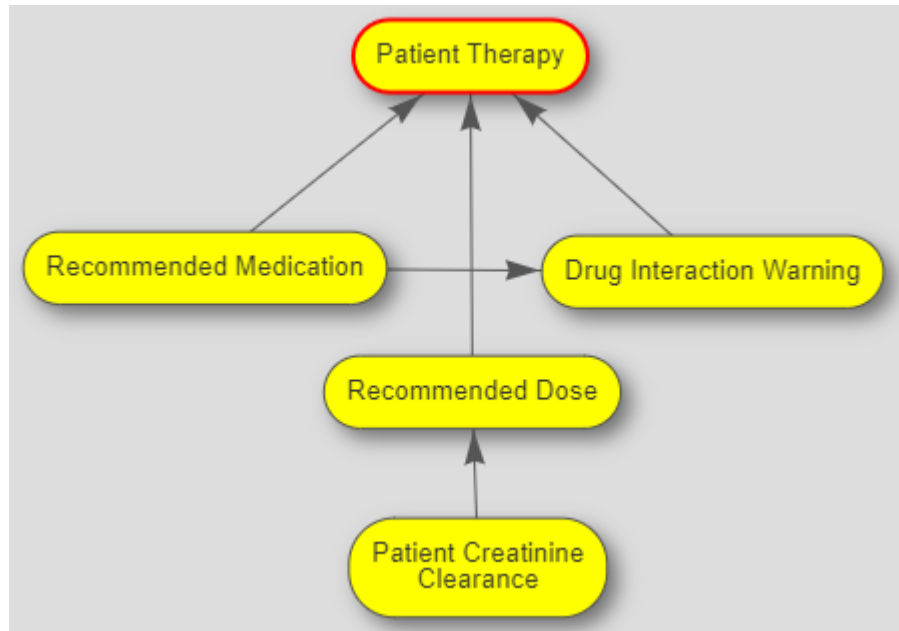 Patient Therapy
Recommended Medication
Drug Interaction Warning
Recommended Dose
Patient Creatinine
Clearance